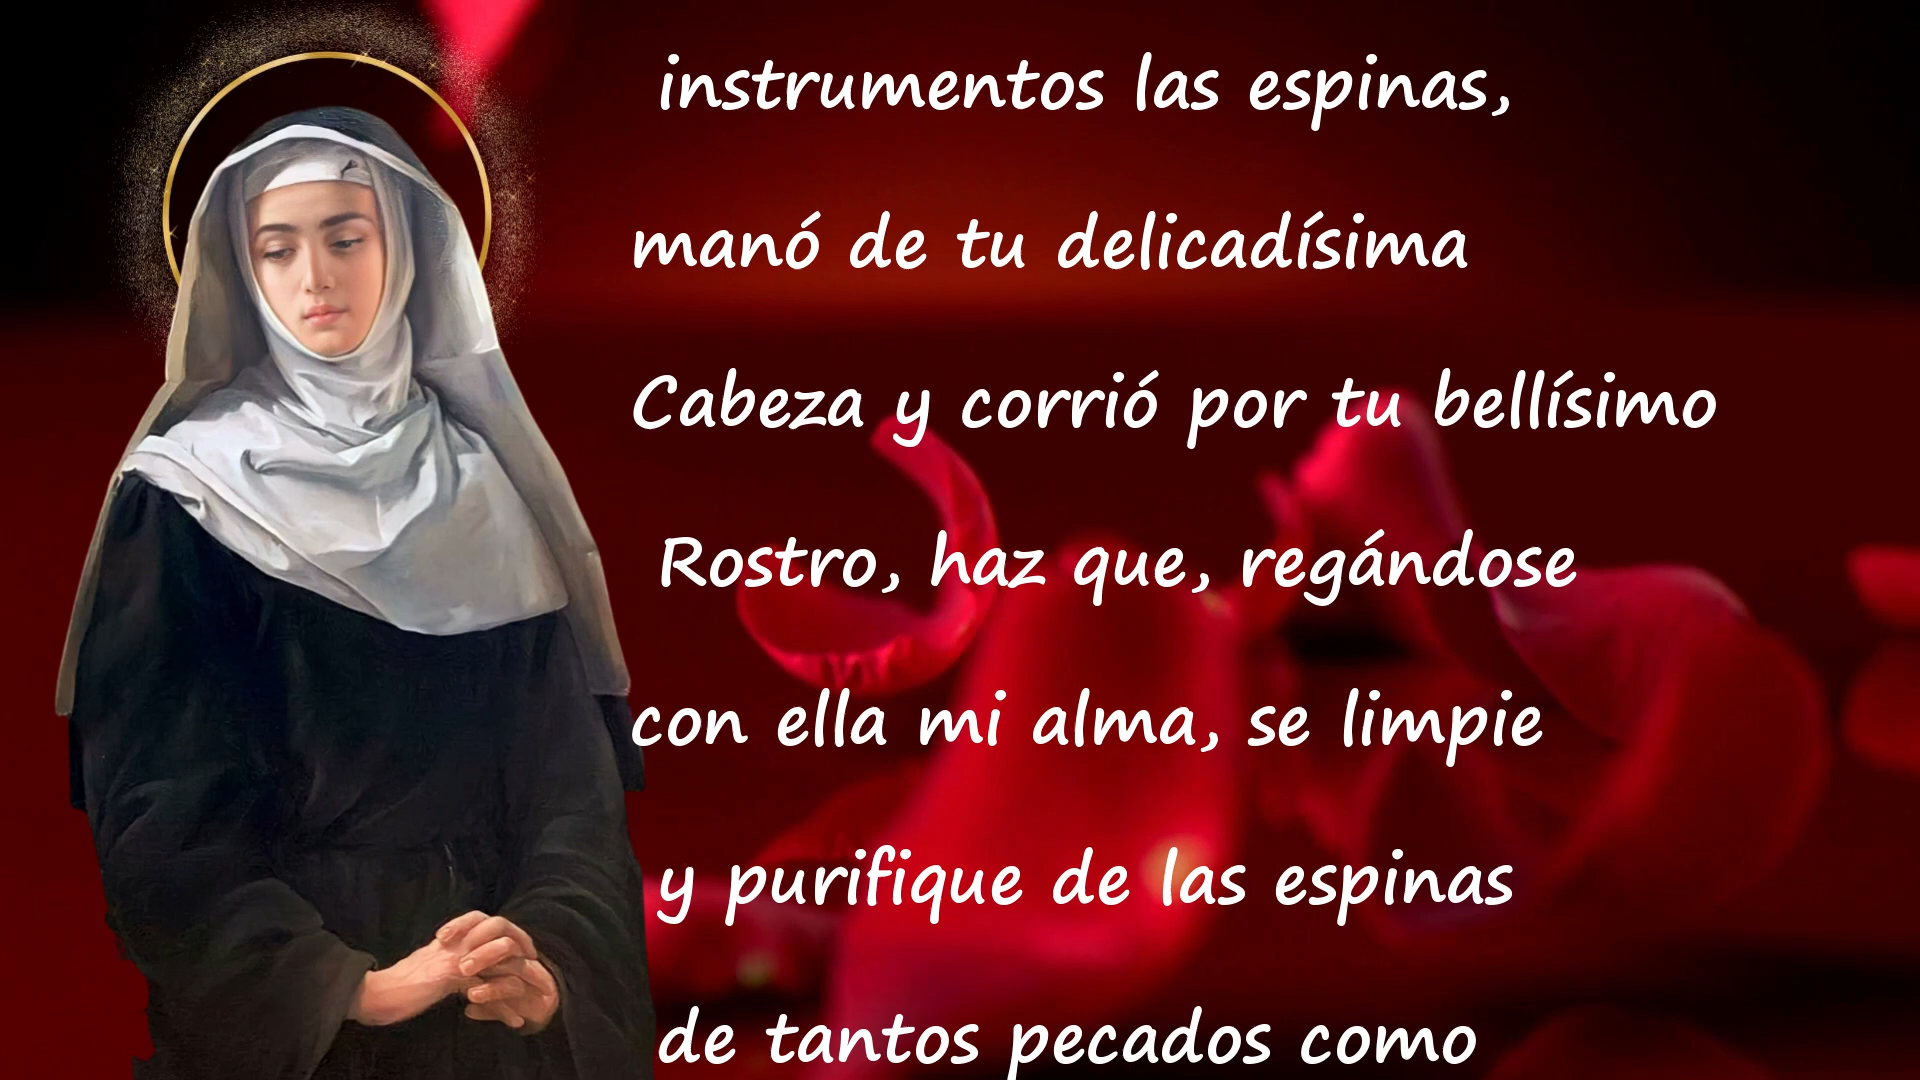 instrumentos las espinas,
manó de tu delicadísima
Cabeza y corrió por tu bellísimo
Rostro, haz que, regándose
con ella mi alma, se limpie
y purifique de las espinas
de tantos pecados como